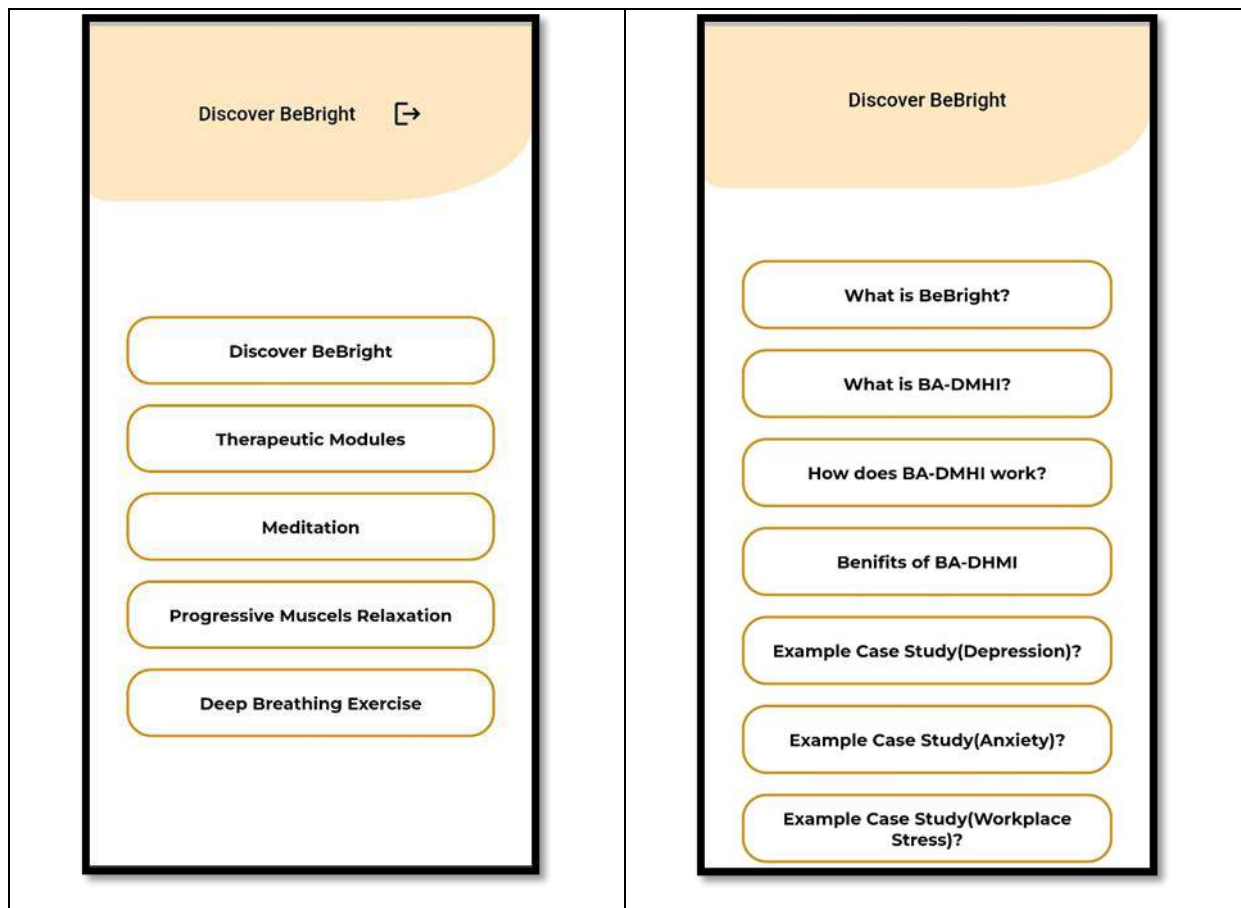 Discover BeBright
Discover BeBright
Therapeutic Modules
Meditation
Progressive Muscels Relaxation
Deep Breathing Exercise
Discover BeBright
What is BeBright?
What is BA-DMHI?
How does BA-DMHI work?
Benifits of BA-DHMI
Example Case Study(Depression)?
Example Case Study(Anxiety)?
Example Case Study(Workplace
Stress)?